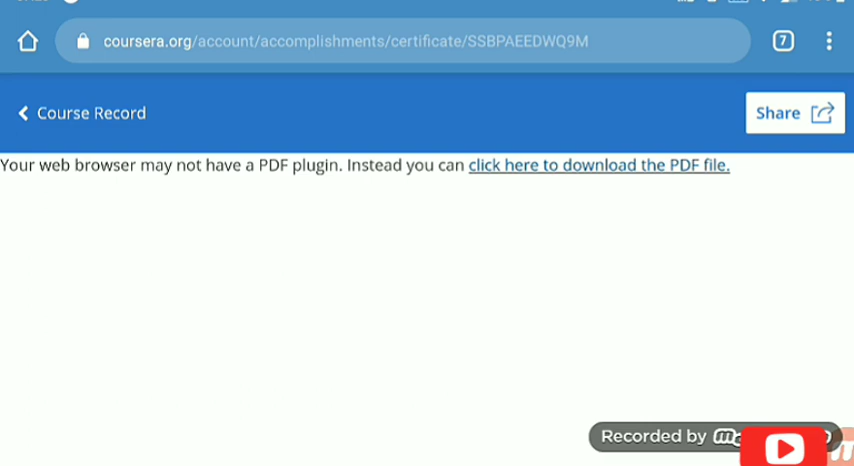 coursera.org/account/accomplishments/certificate/SSBPAEEDWQ9M
7
Course Record
Share
Your web browser may not have a PDF plugin. Instead you can click here to download the PDF file.
Recorded by